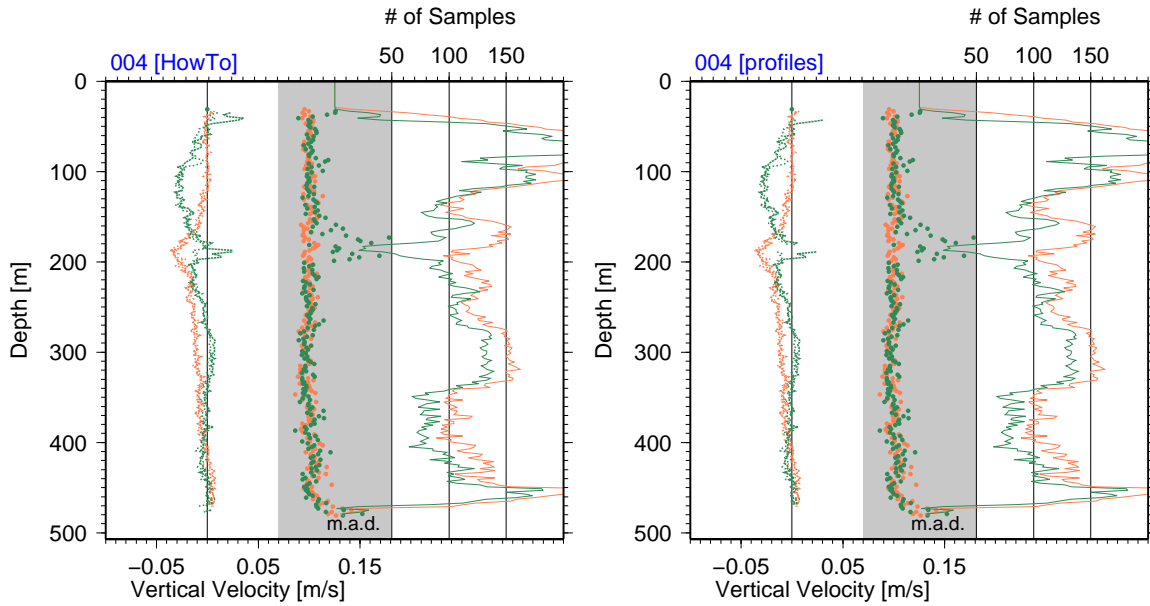 # of Samples
004 [HowTo]
50 100 150
0
100
200
300
400
500
Depth [m]
m.a.d.
−0.05 0.05 0.15
Vertical Velocity [m/s]
# of Samples
004 [profiles]
50 100 150
0
100
200
300
400
500
Depth [m]
m.a.d.
−0.05 0.05 0.15
Vertical Velocity [m/s]